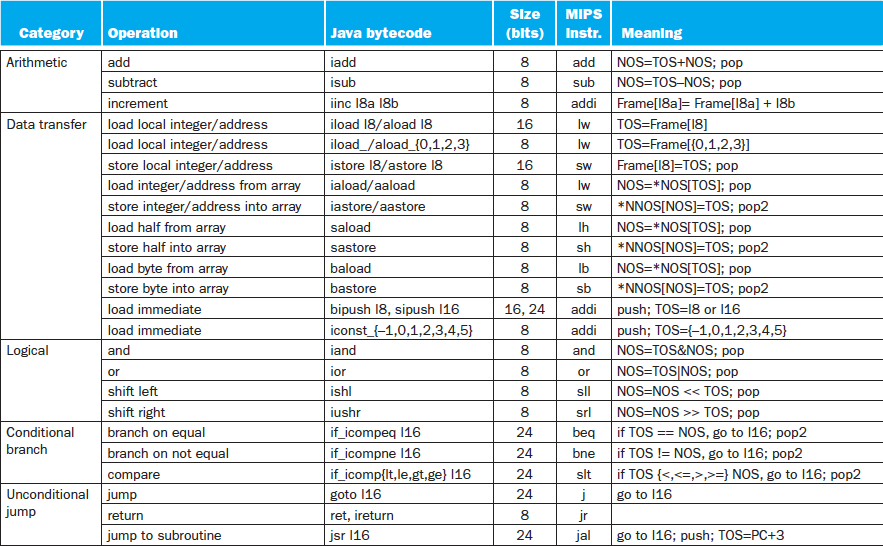 Category Operation Java bytecode Size (bits) MIPS instr. Meaning
Arithmetic add iadd 8 add NOS=TOS+NOS; pop
subtract isub 8 sub NOS=TOS–NOS; pop
increment iinc I8a I8b 8 addi Frame[I8a]= Frame[I8a] + I8b
Data transfer load local integer/address iload I8/aload I8 16 lw TOS=Frame[I8]
load local integer/address iload_/aload_{0,1,2,3} 8 lw TOS=Frame[{0,1,2,3}]
store local integer/address istore I8/astore I8 16 sw Frame[I8]=TOS; pop
load integer/address from array iaload/aaload 8 lw NOS=*NOS[TOS]; pop
store integer/address into array iastore/aastore 8 sw *NNOS[NOS]=TOS; pop2
load half from array saload 8 lh NOS=*NOS[TOS]; pop
store half into array sastore 8 sh *NNOS[NOS]=TOS; pop2
load byte from array baload 8 lb NOS=*NOS[TOS]; pop
store byte into array bastore 8 sb *NNOS[NOS]=TOS; pop2
load immediate bipush I8, sipush I16 16, 24 addi push; TOS=I8 or I16
load immediate iconst_{–1,0,1,2,3,4,5} 8 addi push; TOS={–1,0,1,2,3,4,5}
Logical and iand 8 and NOS=TOS&NOS; pop
or ior 8 or NOS=TOS|NOS; pop
shift left ishl 8 sll NOS=NOS << TOS; pop
shift right iushr 8 srl NOS=NOS >> TOS; pop
Conditional branch branch on equal if_icompeq I16 24 beq if TOS == NOS, go to I16; pop2
branch on not equal if_icompne I16 24 bne if TOS != NOS, go to I16; pop2
compare if_icomp{lt,le,gt,ge} I16 24 slt if TOS {<,<=,>,>=} NOS, go to I16; pop2
Unconditional jump jump goto I16 24 j go to I16
return ret, ireturn 8 jr
jump to subroutine jsr I16 24 jal go to I16; push; TOS=PC+3